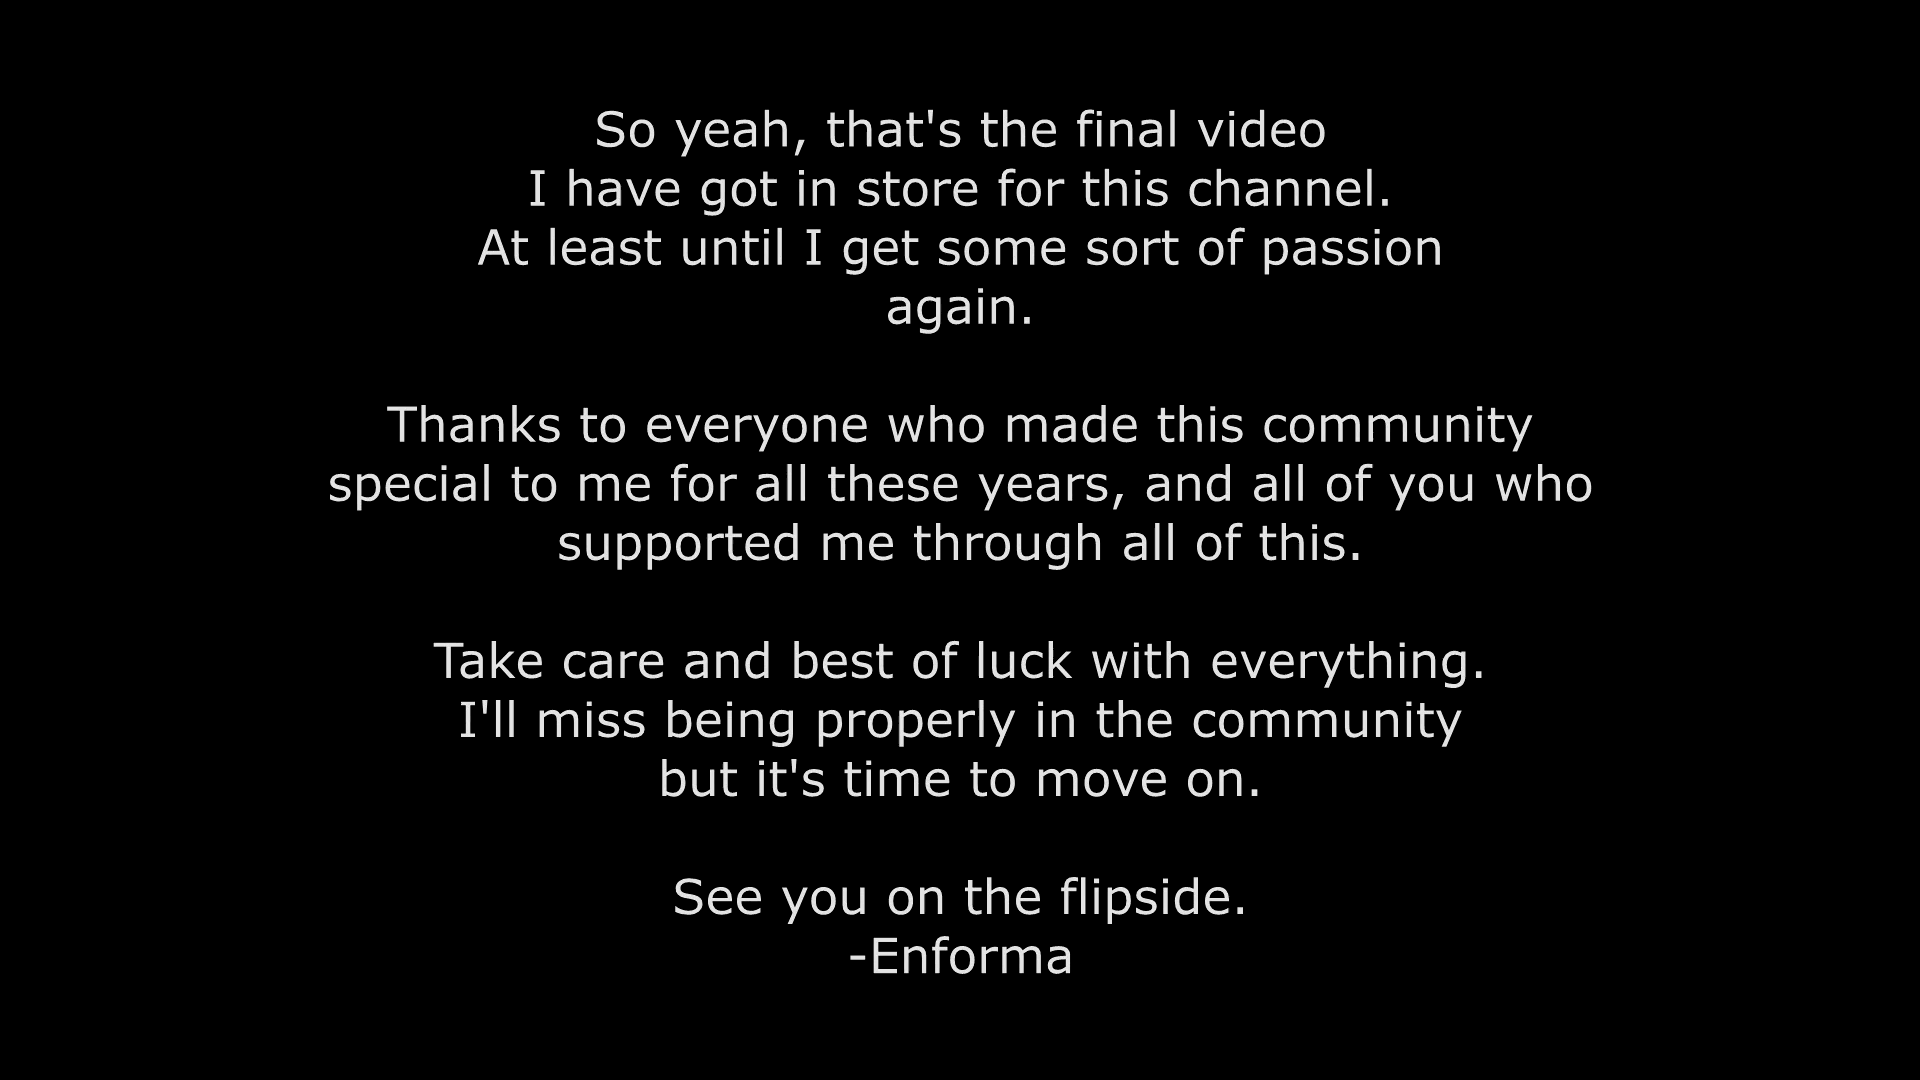 So yeah, that's the final video
I have got in store for this channel.
At least until I get some sort of passion
again.
Thanks to everyone who made this community
special to me for all these years, and all of you who
supported me through all of this.
Take care and best of luck with everything.
I'll miss being properly in the community
but it's time to move on.
See you on the flipside.
-Enforma